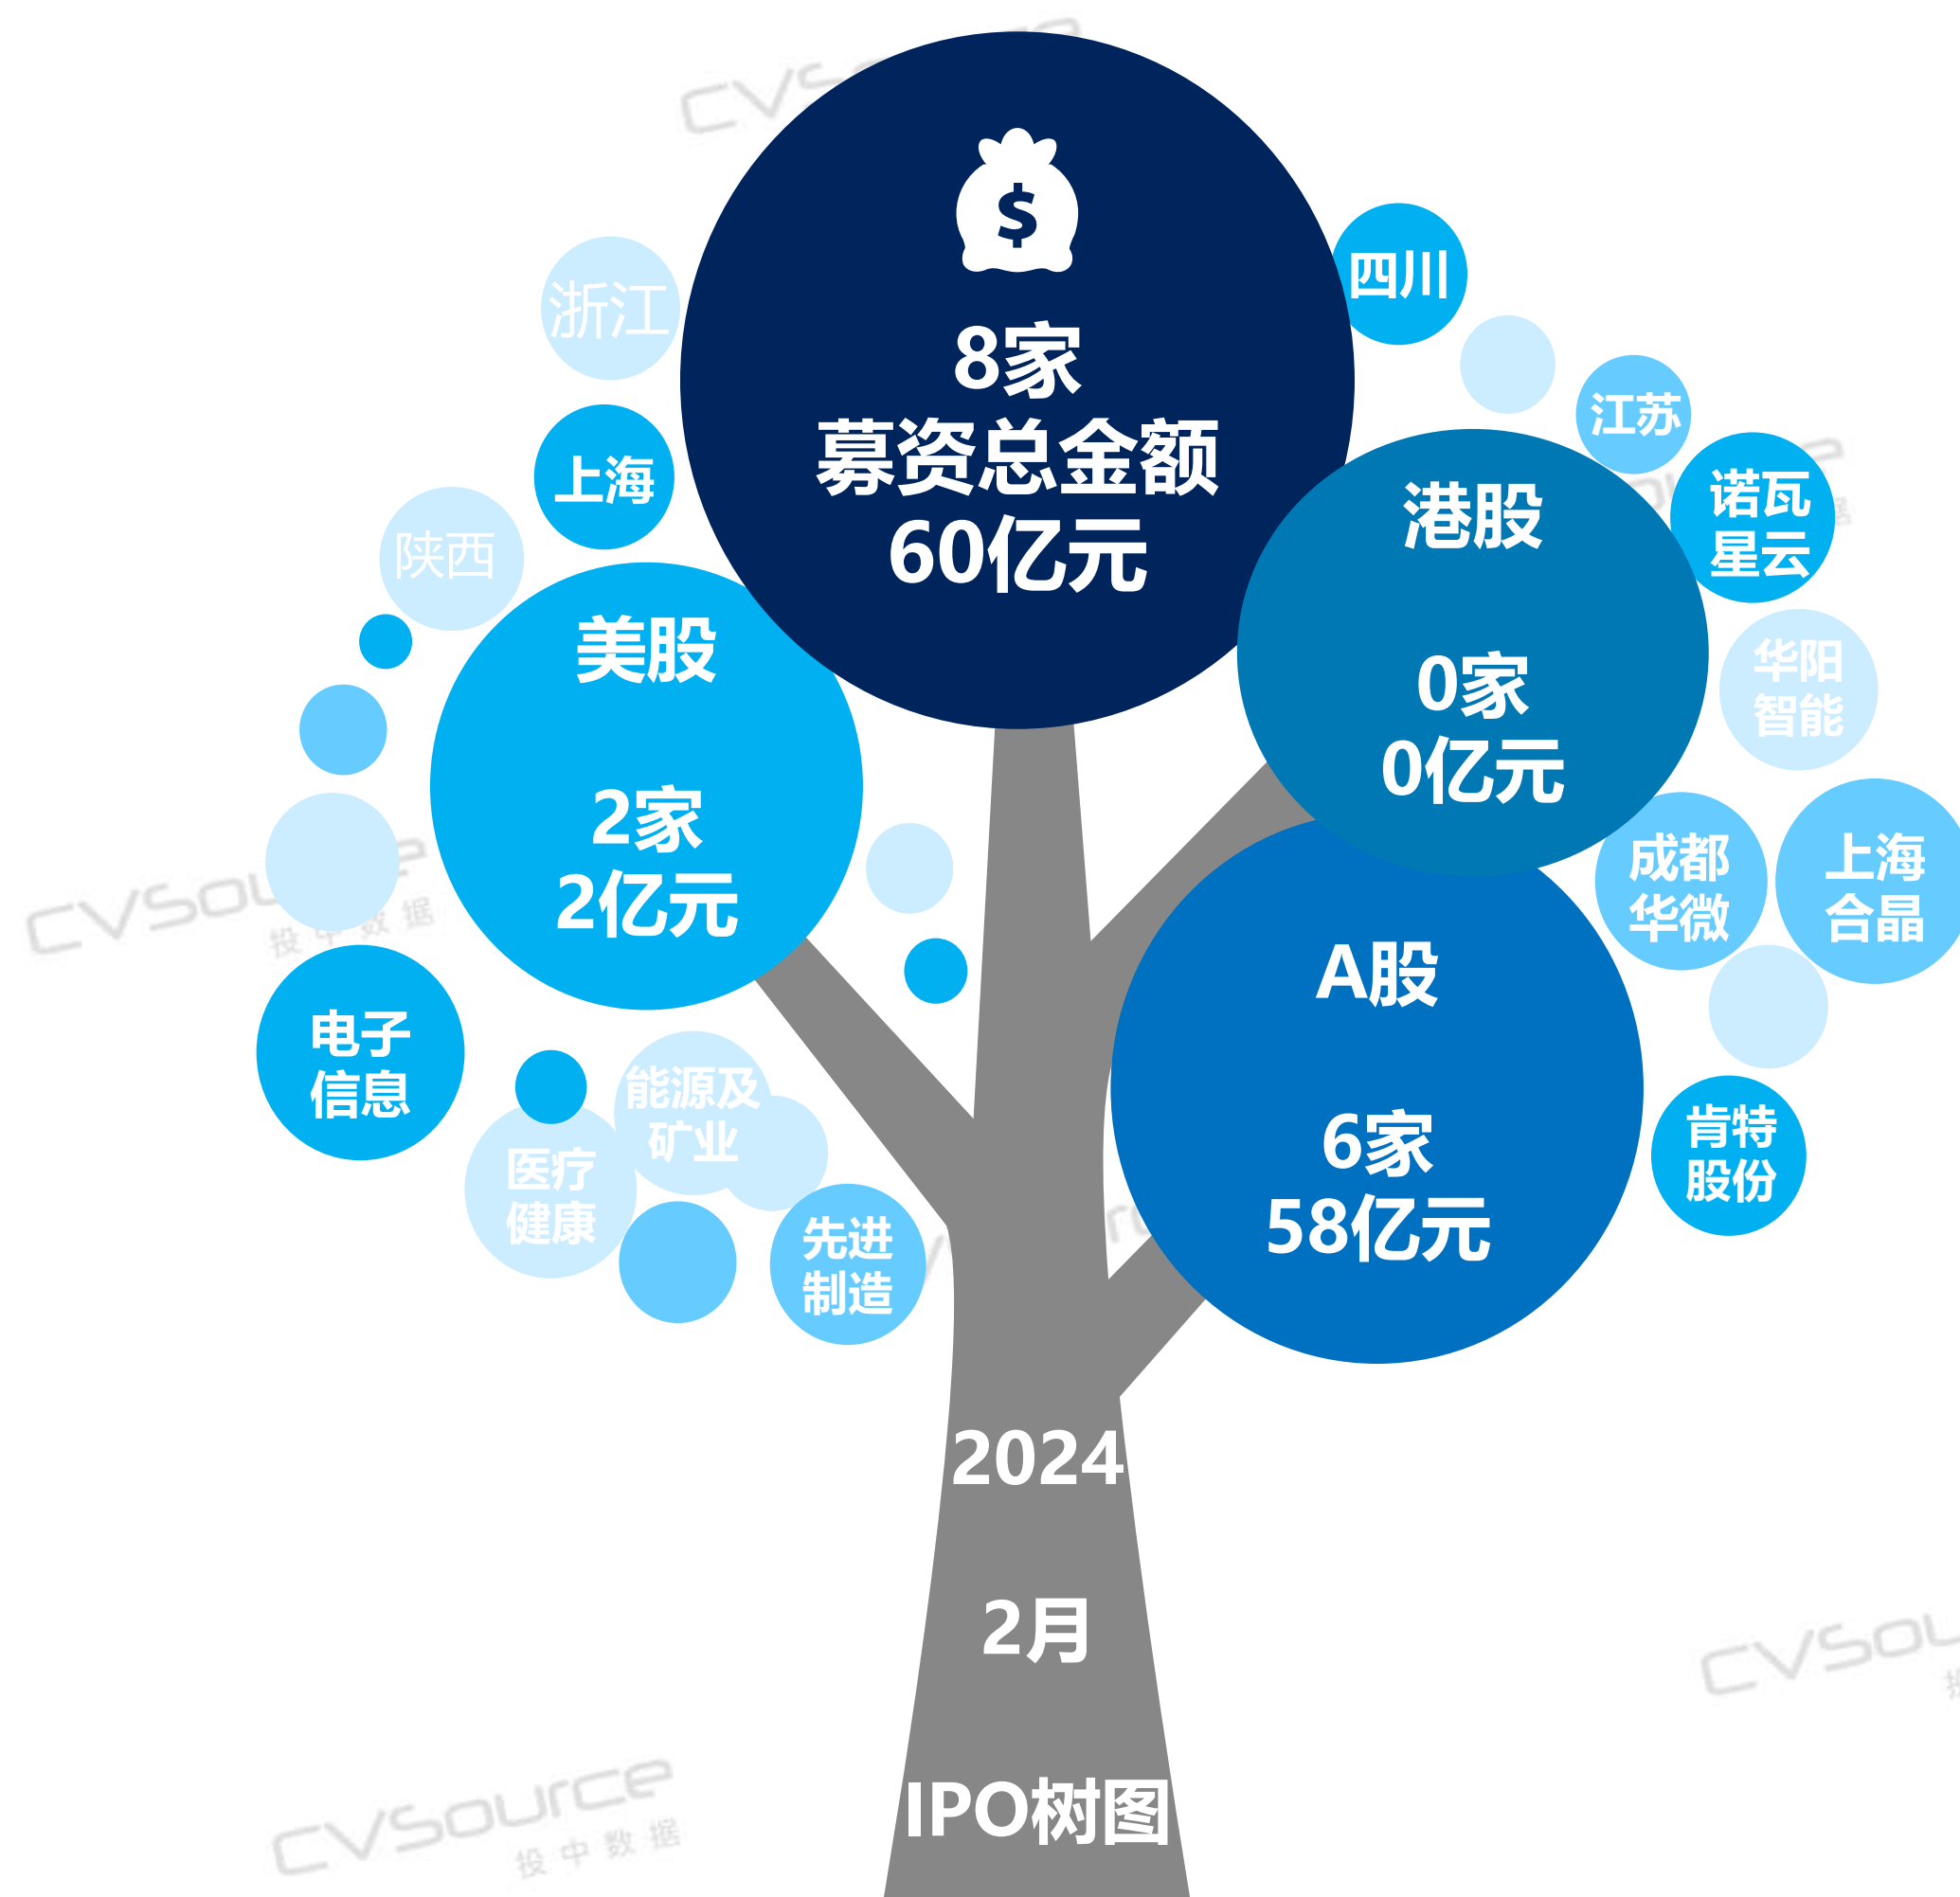 8家
募资总金额
60亿元
四川
浙江
江苏
上海
陕西
港股
0家
0亿元
诺瓦
星云
华阳
智能
美股
2家
2亿元
成都
华微
上海
合晶
A股
6家
58亿元
电子
信息
能源及
矿业
医疗
健康
先进
制造
肯特
股份
2024
2月
IPO树图
CVSource
投中数据
CVSource
投中数据